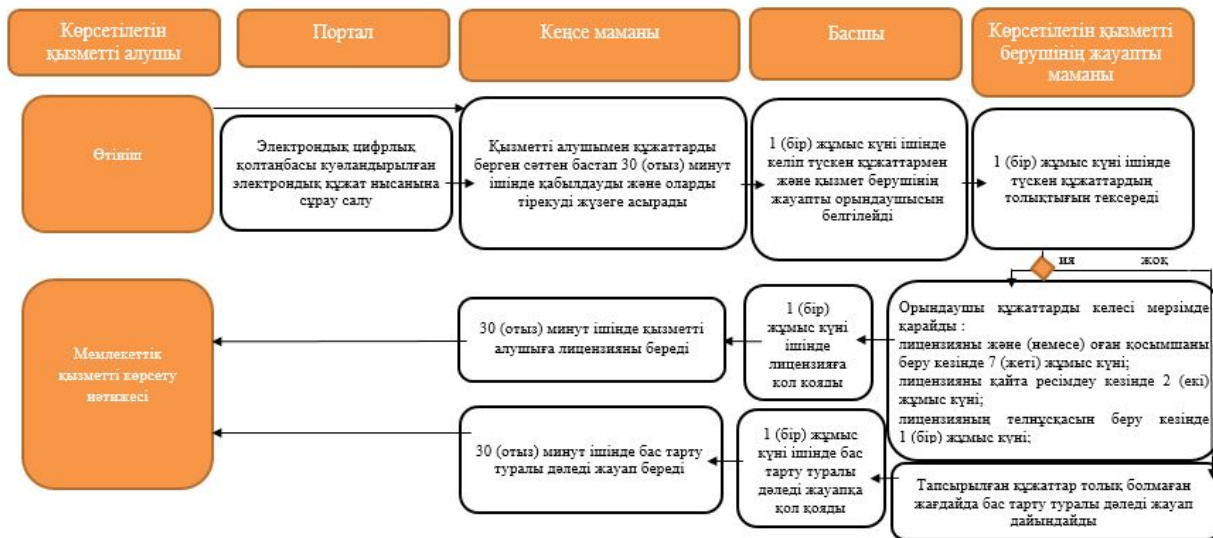 Көрсетілетін
қызметті алушы
Портал
Кеңсе маманы
Басшы
Көрсетілетін қызметті
берушінің жауапты
маманы
Өтініш
Электрондық цифрлық
қолтаңбасы куәландырылған
электрондық құжат нысанына
сұрау салу
Қызметті алушымен құжаттарды
берген сәттен бастап 30 (отыз) минут
ішінде қабылдауды және оларды
тірекуді жүзеге асырады
1 (бір) жұмыс күні ішінде
келіп түскен құжаттармен
және қызмет берушінің
жауапты орындаушысын
белгілейді
1 (бір) жұмыс күні ішінде
түскен құжаттардың
толықтығын тексереді
ия
жоқ
Мемлекеттік
қызметті көрсету
нәтижесі
30 (отыз) минут ішінде қызметті
алушыға лицензияны береді
1 (бір)
жұмыс күні
ішінде
лицензияға
қол қояды
Орындаушы құжаттарды келесі мерзімде
қарайды :
лицензияны және (немесе) оған қосымшаны
беру кезінде 7 (жеті) жұмыс күні;
лицензияны қайта ресімдеу кезінде 2 (екі)
жұмыс күні;
лицензияның телнұсқасын беру кезінде
1 (бір) жұмыс күні;
30 (отыз) минут ішінде бас тарту
туралы дәледі жауап береді
1 (бір) жұмыс
күні ішінде бас
тарту туралы
дәледі жауапқа
қол қояды
Тапсырылған құжаттар толық болмаған
жағдайда бас тарту туралы дәледі жауап
дайындайды